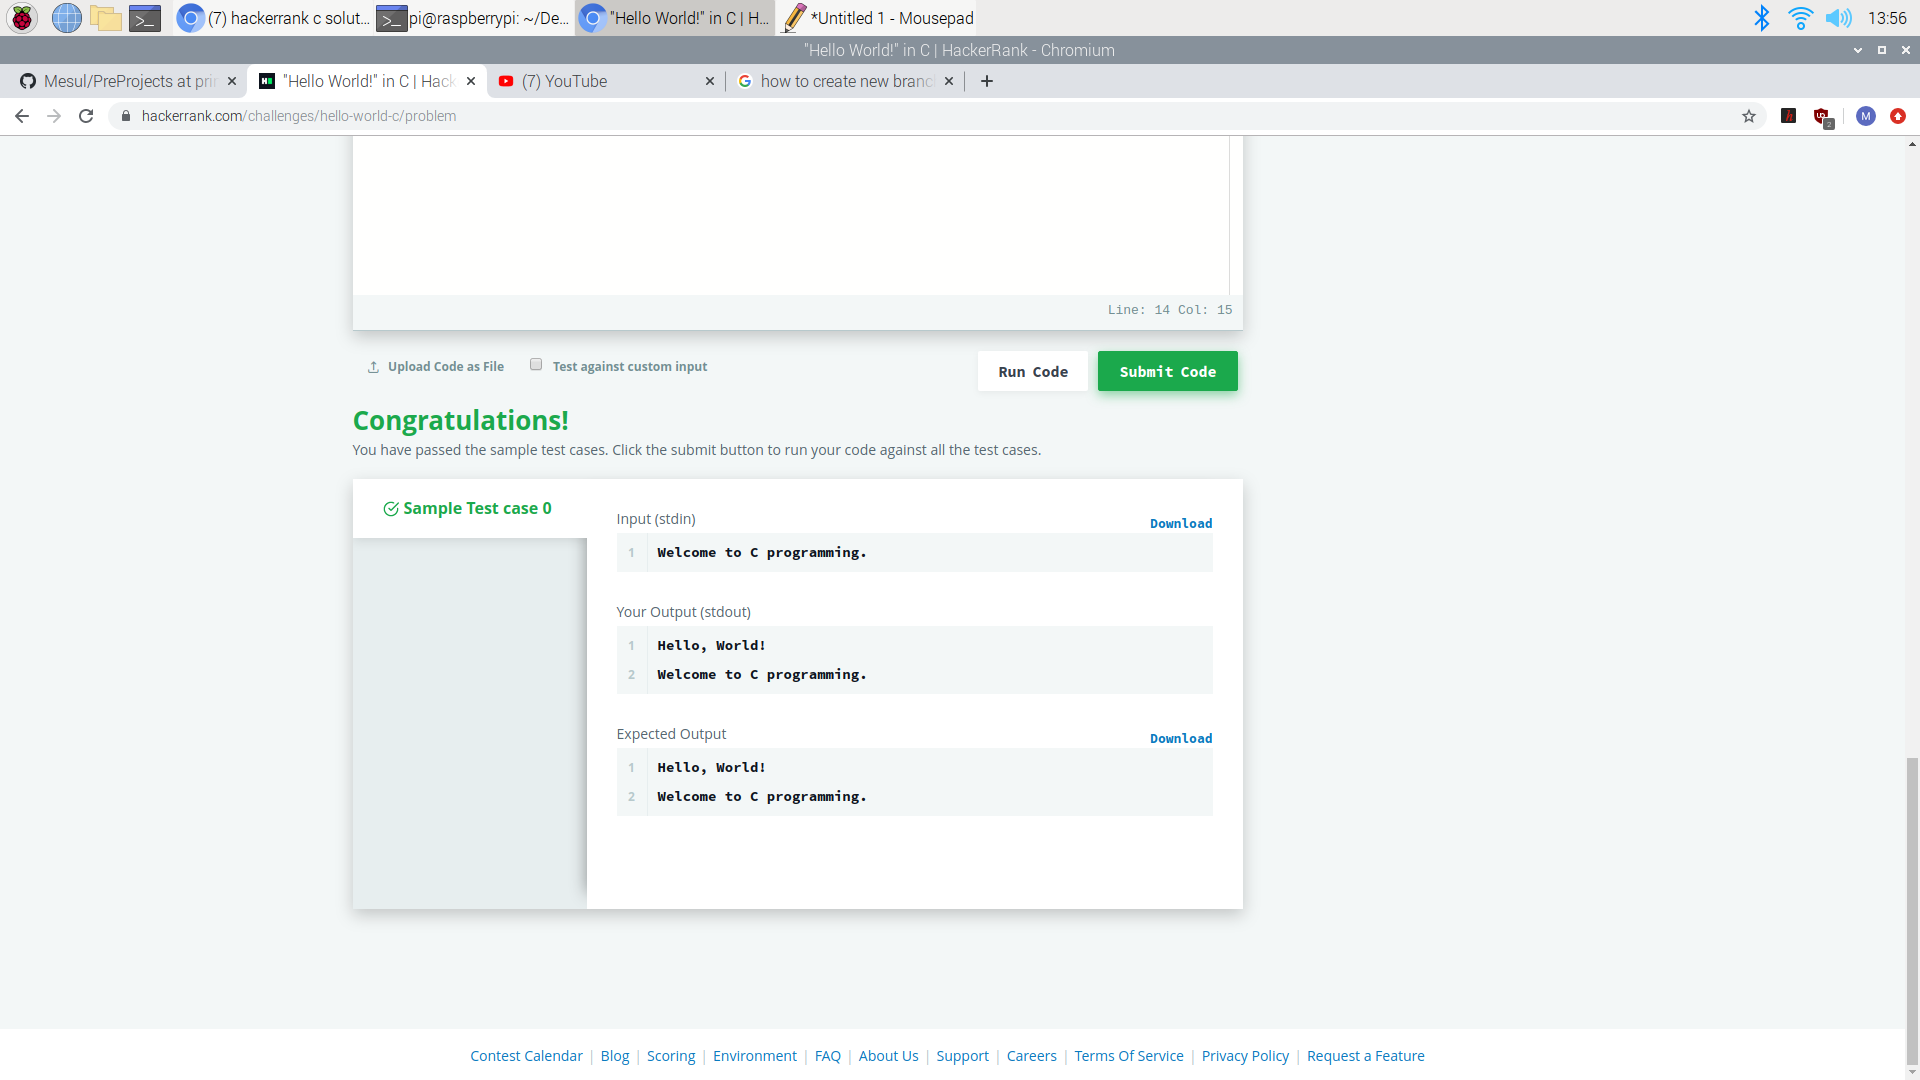 (7) hackerrank c solut... pi@raspberrypi: ~/De... "Hello World!" in C | H... *Untitled 1 - Mousepad 13:56
"Hello World!" in C | HackerRank - Chromium
Mesul/PreProjects at pri "Hello World!" in C | Hack (7) YouTube how to create new branc
hackerrank.com/challenges/hello-world-c/problem M
2
Line: 14 Col: 15
Upload Code as File Test against custom input Run Code Submit Code
Congratulations!
You have passed the sample test cases. Click the submit button to run your code against all the test cases.
Sample Test case 0
Input (stdin) Download
1 Welcome to C programming.
Your Output (stdout)
1 Hello, World!
2 Welcome to C programming.
Expected Output Download
1 Hello, World!
2 Welcome to C programming.
Contest Calendar | Blog | Scoring | Environment | FAQ | About Us | Support | Careers | Terms Of Service | Privacy Policy | Request a Feature